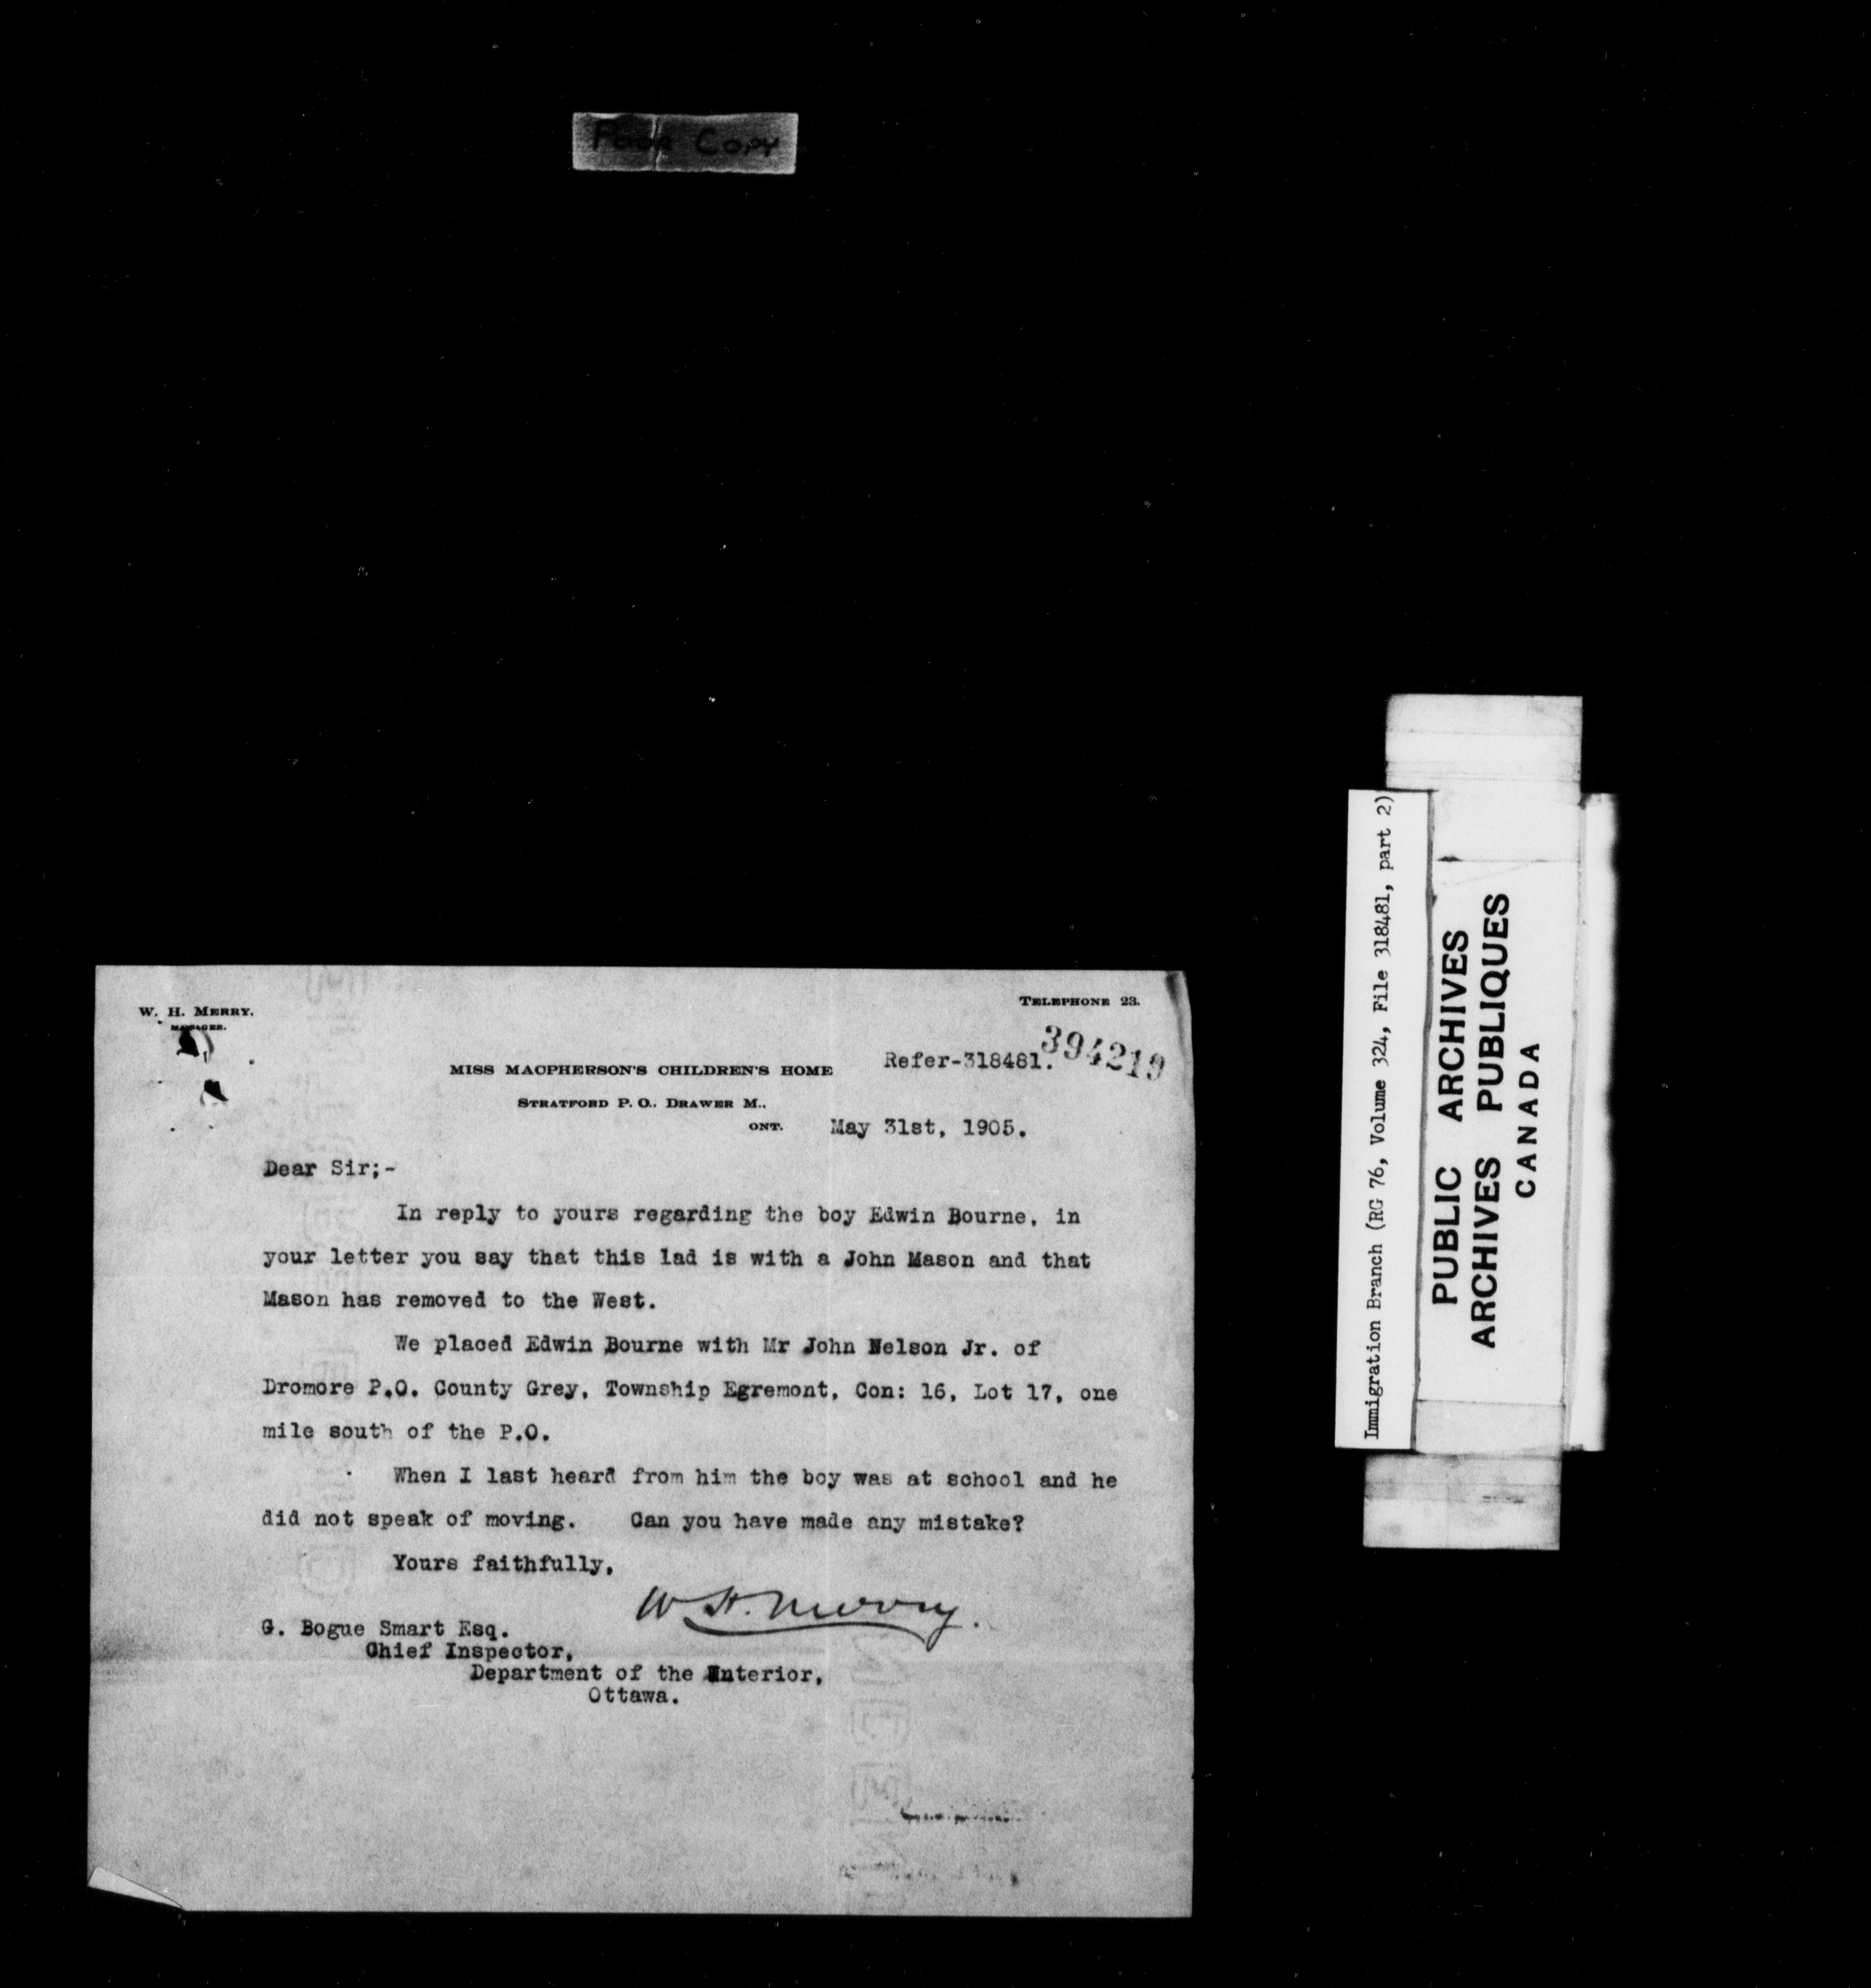 Poor Copy
W. H. MERRY.
MANAGER.
TELEPHONE 23.
394219
Refer-318481.
MISS MACPHERSON'S CHILDREN'S HOME
STRATFORD P. O., DRAWER M.,
ONT.
May 31st, 1905.
Dear Sir;-
In reply to yours regarding the boy Edwin Bourne, in
your letter you say that this lad is with a John Mason and that
Mason has removed to the West.
We placed Edwin Bourne with Mr John Nelson Jr. of
Dromore P.O. County Grey, Township Egremont, Con: 16, Lot 17, one
mile south of the P.O.
When I last heard from him the boy was at school and he
did not speak of moving. Can you have made any mistake?
Yours faithfully,
W. H. Merry.
G. Bogue Smart Esq.
Chief Inspector,
Department of the Interior,
Ottawa.
Immigration Branch (RG 76, Volume 324, File 318481, part 2)
PUBLIC ARCHIVES
ARCHIVES PUBLIQUES
CANADA